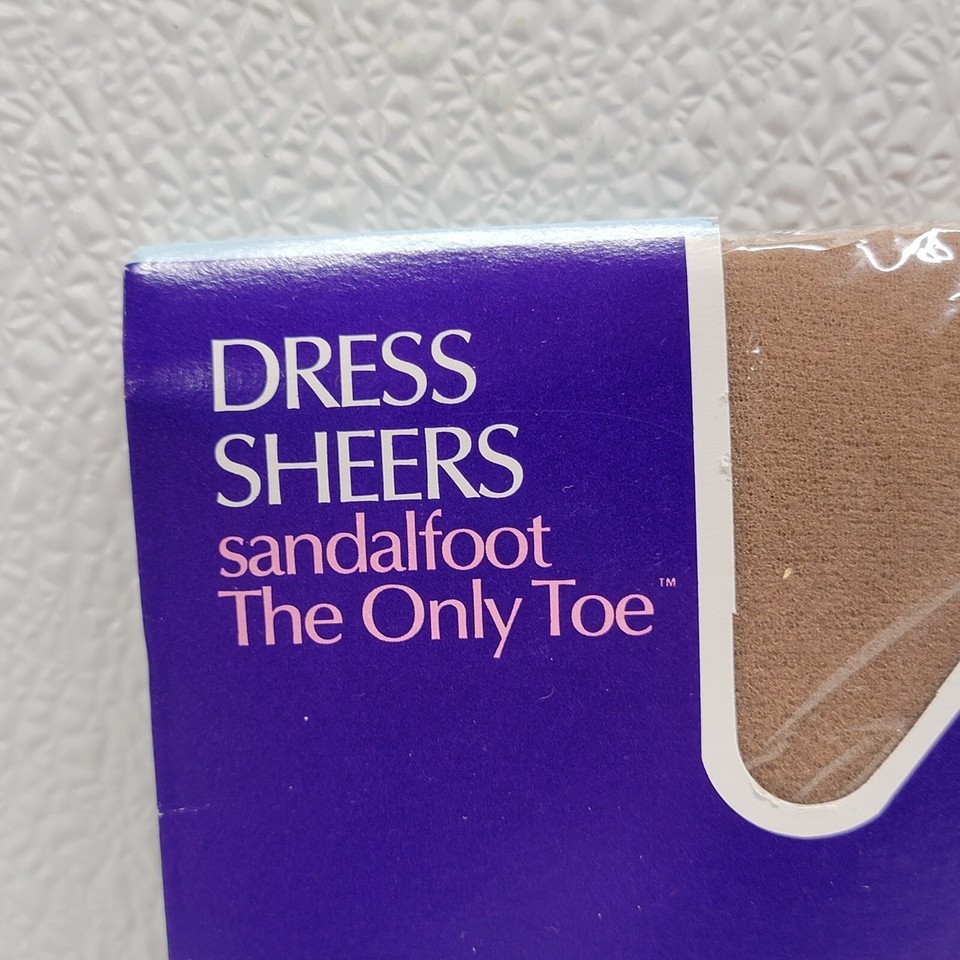 DRESS
SHEERS
sandalfoot
The Only Toe™